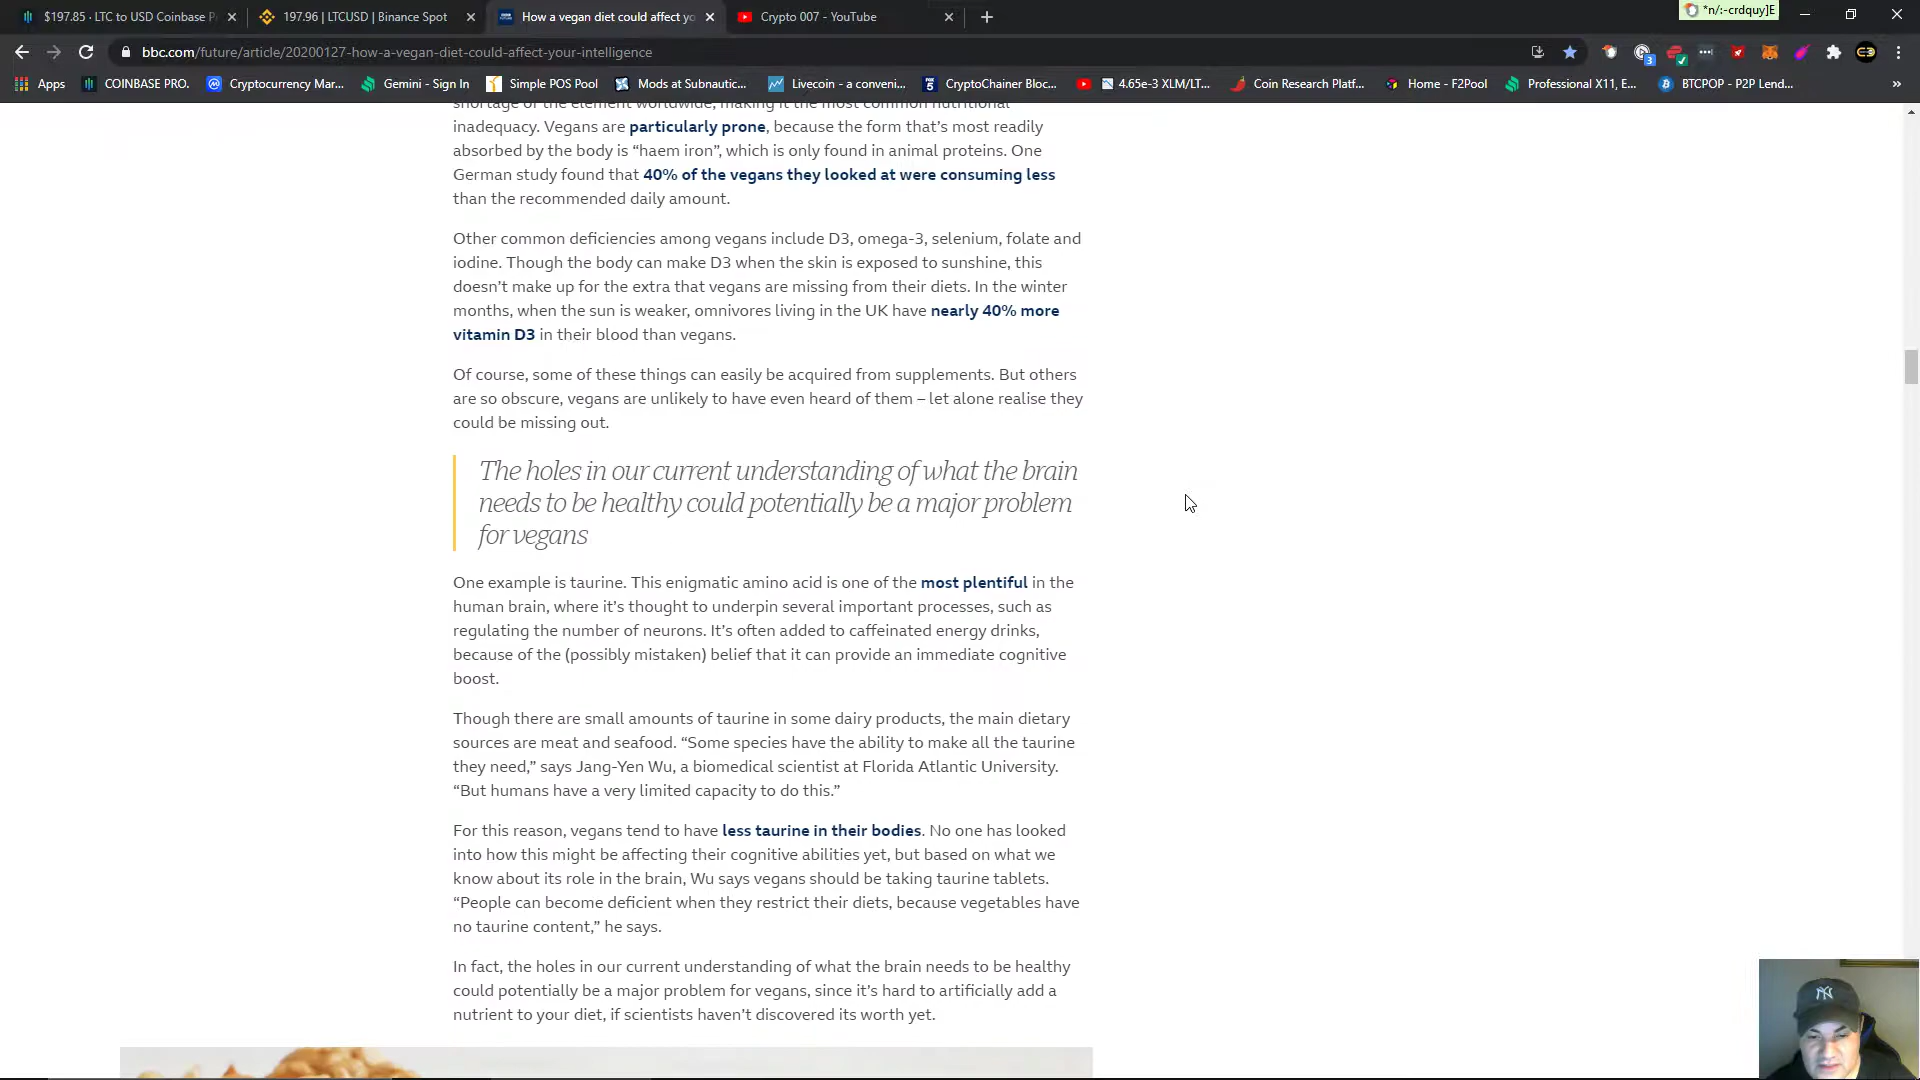 $197.85 · LTC to USD Coinbase P
197.96 | LTCUSD | Binance Spot
How a vegan diet could affect yo
Crypto 007 - YouTube
*n/:-crdquy]E
bbc.com/future/article/20200127-how-a-vegan-diet-could-affect-your-intelligence
3
Apps
COINBASE PRO.
Cryptocurrency Mar...
Gemini - Sign In
Simple POS Pool
Mods at Subnautic...
Livecoin - a conveni...
CryptoChainer Bloc...
4.65e-3 XLM/LT...
Coin Research Platf...
Home - F2Pool
Professional X11, E...
BTCPOP - P2P Lend...
shortage of the element worldwide, making it the most common nutritional
inadequacy. Vegans are particularly prone, because the form that’s most readily
absorbed by the body is “haem iron”, which is only found in animal proteins. One
German study found that 40% of the vegans they looked at were consuming less
than the recommended daily amount.
Other common deficiencies among vegans include D3, omega-3, selenium, folate and
iodine. Though the body can make D3 when the skin is exposed to sunshine, this
doesn’t make up for the extra that vegans are missing from their diets. In the winter
months, when the sun is weaker, omnivores living in the UK have nearly 40% more
vitamin D3 in their blood than vegans.
Of course, some of these things can easily be acquired from supplements. But others
are so obscure, vegans are unlikely to have even heard of them – let alone realise they
could be missing out.
The holes in our current understanding of what the brain
needs to be healthy could potentially be a major problem
for vegans
One example is taurine. This enigmatic amino acid is one of the most plentiful in the
human brain, where it’s thought to underpin several important processes, such as
regulating the number of neurons. It’s often added to caffeinated energy drinks,
because of the (possibly mistaken) belief that it can provide an immediate cognitive
boost.
Though there are small amounts of taurine in some dairy products, the main dietary
sources are meat and seafood. “Some species have the ability to make all the taurine
they need,” says Jang-Yen Wu, a biomedical scientist at Florida Atlantic University.
“But humans have a very limited capacity to do this.”
For this reason, vegans tend to have less taurine in their bodies. No one has looked
into how this might be affecting their cognitive abilities yet, but based on what we
know about its role in the brain, Wu says vegans should be taking taurine tablets.
“People can become deficient when they restrict their diets, because vegetables have
no taurine content,” he says.
In fact, the holes in our current understanding of what the brain needs to be healthy
could potentially be a major problem for vegans, since it’s hard to artificially add a
nutrient to your diet, if scientists haven’t discovered its worth yet.